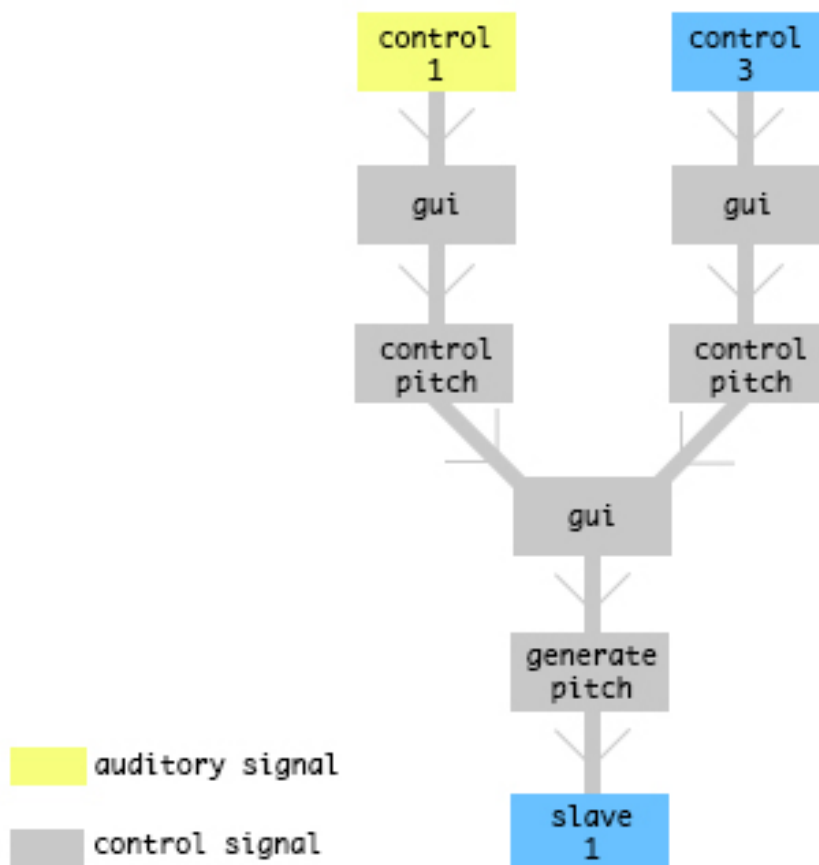 control control
1 3
gui gui
control control
pitch pitch
gui
generate
pitch
auditory signal
slave
control signal
1